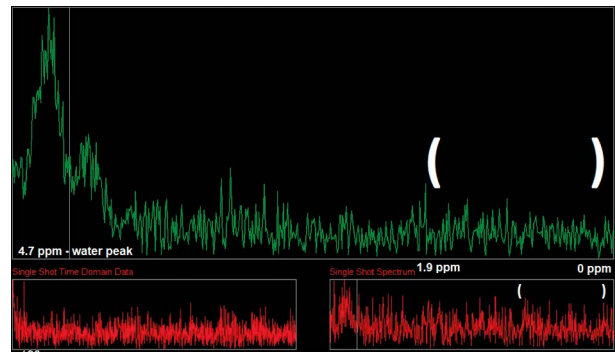 4.7 ppm - water peak
1.9 ppm
0 ppm
Single Shot Time Domain Data
Single Shot Spectrum